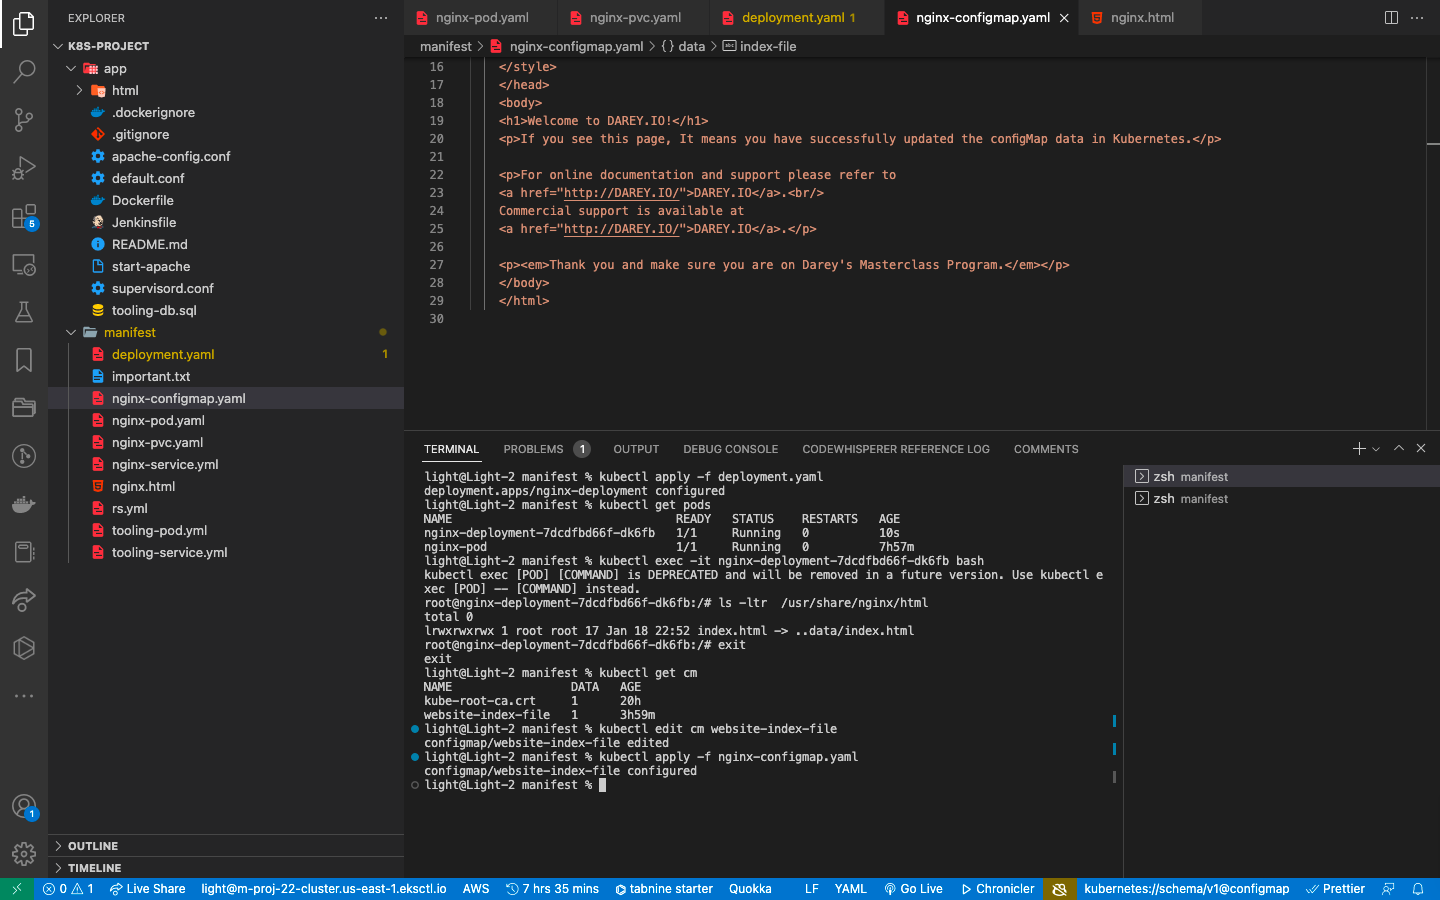 EXPLORER
K8S-PROJECT
app
html
.dockerignore
.gitignore
apache-config.conf
default.conf
Dockerfile
Jenkinsfile
README.md
start-apache
supervisord.conf
tooling-db.sql
manifest
deployment.yaml 1
important.txt
nginx-configmap.yaml
nginx-pod.yaml
nginx-pvc.yaml
nginx-service.yml
nginx.html
rs.yml
tooling-pod.yml
tooling-service.yml
OUTLINE
TIMELINE
5
1
nginx-pod.yaml nginx-pvc.yaml deployment.yaml 1 nginx-configmap.yaml nginx.html
manifest > nginx-configmap.yaml > {} data > abc index-file
16 </style>
17 </head>
18 <body>
19 <h1>Welcome to DAREY.IO!</h1>
20 <p>If you see this page, It means you have successfully updated the configMap data in Kubernetes.</p>
21
22 <p>For online documentation and support please refer to
23 <a href="http://DAREY.IO/">DAREY.IO</a>.<br/>
24 Commercial support is available at
25 <a href="http://DAREY.IO/">DAREY.IO</a>.</p>
26
27 <p><em>Thank you and make sure you are on Darey's Masterclass Program.</em></p>
28 </body>
29 </html>
30
TERMINAL PROBLEMS 1 OUTPUT DEBUG CONSOLE CODEWHISPERER REFERENCE LOG COMMENTS
light@Light-2 manifest % kubectl apply -f deployment.yaml
deployment.apps/nginx-deployment configured
light@Light-2 manifest % kubectl get pods
NAME READY STATUS RESTARTS AGE
nginx-deployment-7dcdfbd66f-dk6fb 1/1 Running 0 10s
nginx-pod 1/1 Running 0 7h57m
light@Light-2 manifest % kubectl exec -it nginx-deployment-7dcdfbd66f-dk6fb bash
kubectl exec [POD] [COMMAND] is DEPRECATED and will be removed in a future version. Use kubectl e
xec [POD] -- [COMMAND] instead.
root@nginx-deployment-7dcdfbd66f-dk6fb:/# ls -ltr  /usr/share/nginx/html
total 0
lrwxrwxrwx 1 root root 17 Jan 18 22:52 index.html -> ..data/index.html
root@nginx-deployment-7dcdfbd66f-dk6fb:/# exit
exit
light@Light-2 manifest % kubectl get cm
NAME DATA AGE
kube-root-ca.crt 1 20h
website-index-file 1 3h59m
light@Light-2 manifest % kubectl edit cm website-index-file
configmap/website-index-file edited
light@Light-2 manifest % kubectl apply -f nginx-configmap.yaml
configmap/website-index-file configured
light@Light-2 manifest %
zsh manifest
zsh manifest
0 1 Live Share light@m-proj-22-cluster.us-east-1.eksctl.io AWS 7 hrs 35 mins tabnine starter Quokka LF YAML Go Live Chronicler kubernetes://schema/v1@configmap Prettier